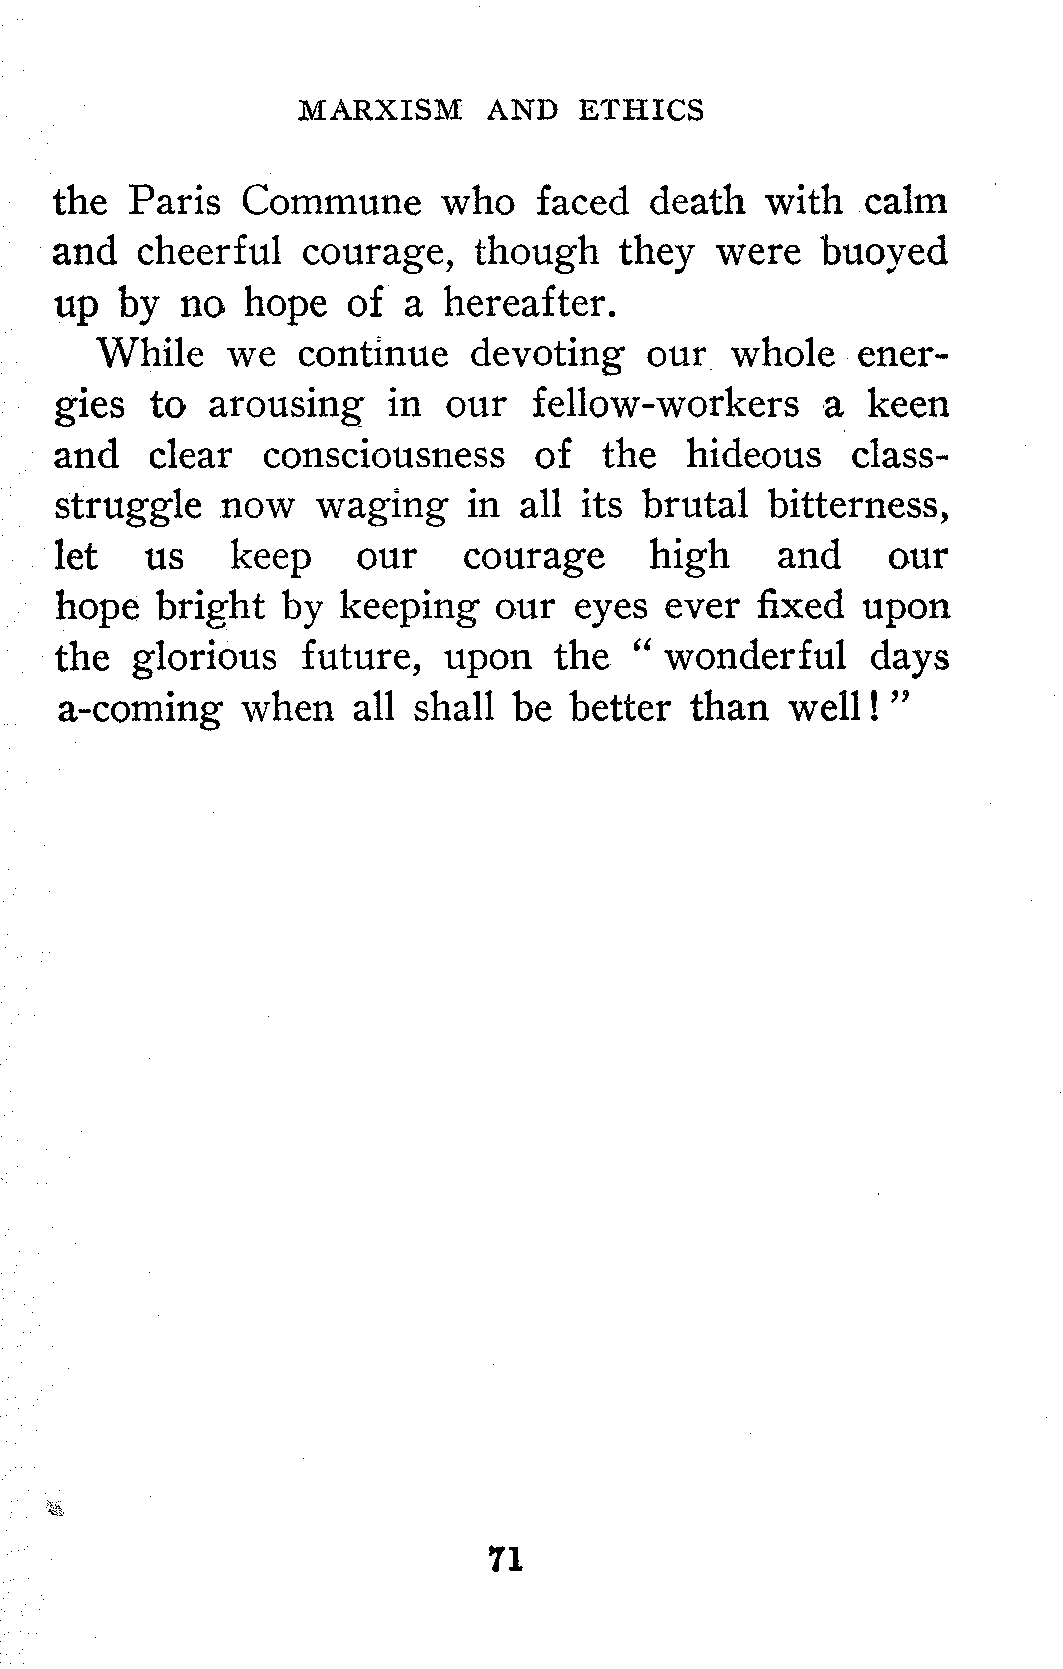 MARXISM AND ETHICS
the Paris Commune who faced death with calm
and cheerful courage, though they were buoyed
up by no hope of a hereafter.
While we continue devoting our whole ener-
gies to arousing in our fellow-workers a keen
and clear consciousness of the hideous class-
struggle now waging in all its brutal bitterness,
let us keep our courage high and our
hope bright by keeping our eyes ever fixed upon
the glorious future, upon the “ wonderful days
a-coming when all shall be better than well! ”
71